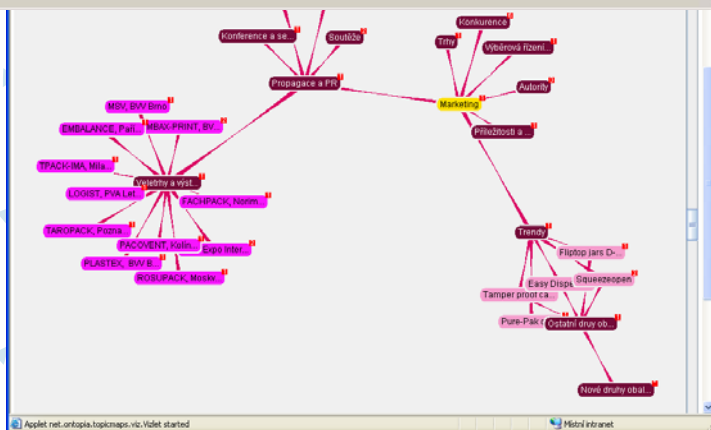 Konkurence
Konference a se...
Soutěže
Trhy
Výběrová řízení...
Propagace a PR
Autority
Marketing
MSV, BVV Brno
EMBALANCE, Paří...
MBAX-PRINT, BV...
Příležitosti a ...
TPACK-IMA, Mila...
Veletrhy a výst...
LOGIST, PVA Let...
FACHPACK, Norim...
TAROPACK, Pozna...
Trendy
PACOVENT, Kolín...
Expo Inter...
Fliptop jars D-...
PLASTEX, BVV B...
ROSUPACK, Moskv...
Easy Dispe
Squeezeopen
Tamper proof ca...
Pure-Pak
Ostatní druy ob...
Nové druhy obal...
Applet net.ontopia.topicmaps.viz.Vizlet started
Místní intranet